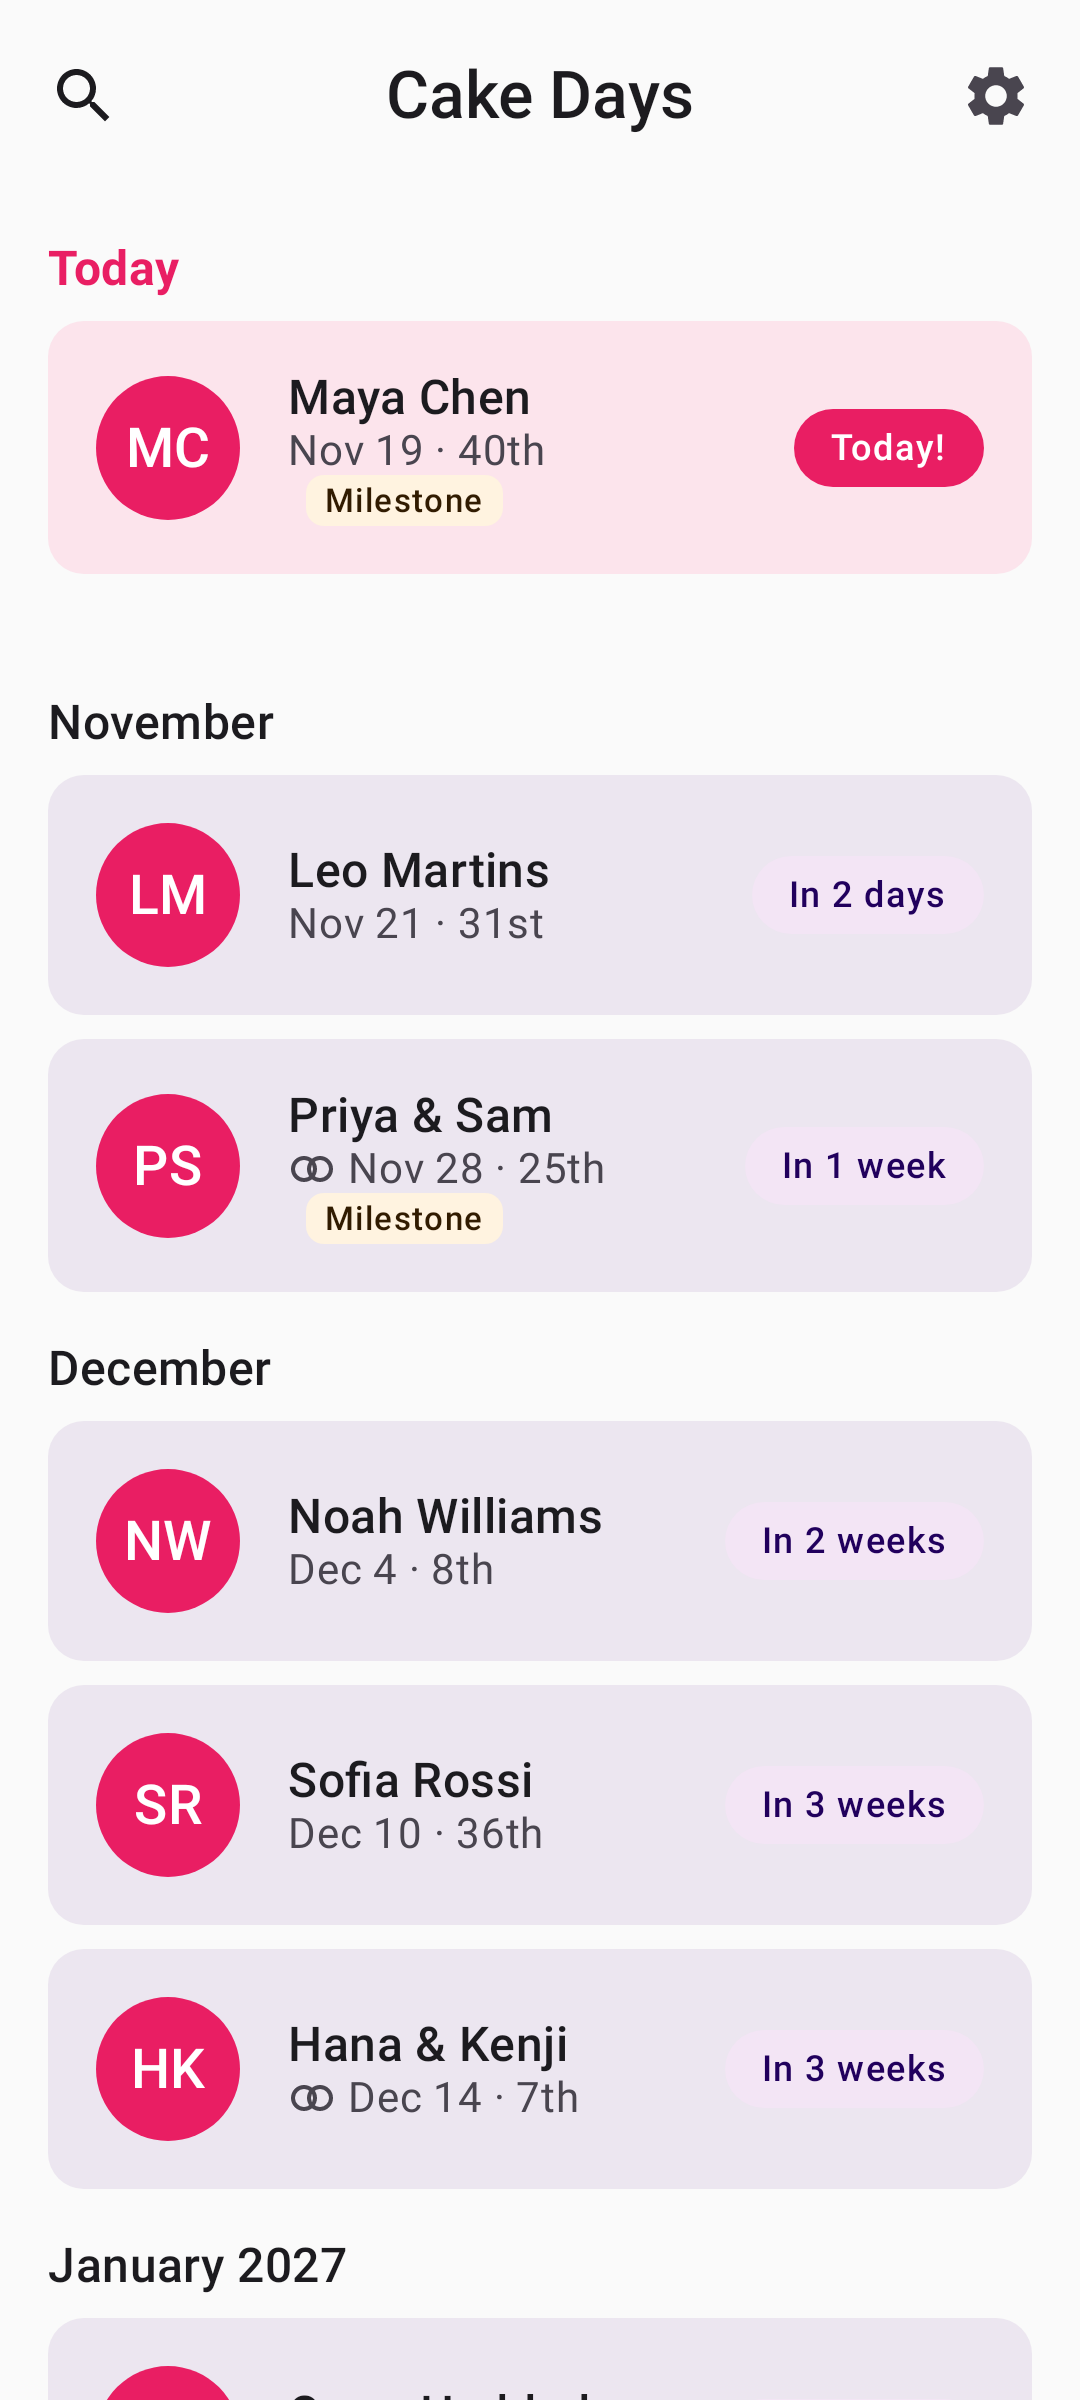 Cake Days
Today
MC
Maya Chen
Nov 19 · 40th
Milestone
Today!
November
LM
Leo Martins
Nov 21 · 31st
In 2 days
PS
Priya & Sam
Nov 28 · 25th
Milestone
In 1 week
December
NW
Noah Williams
Dec 4 · 8th
In 2 weeks
SR
Sofia Rossi
Dec 10 · 36th
In 3 weeks
HK
Hana & Kenji
Dec 14 · 7th
In 3 weeks
January 2027